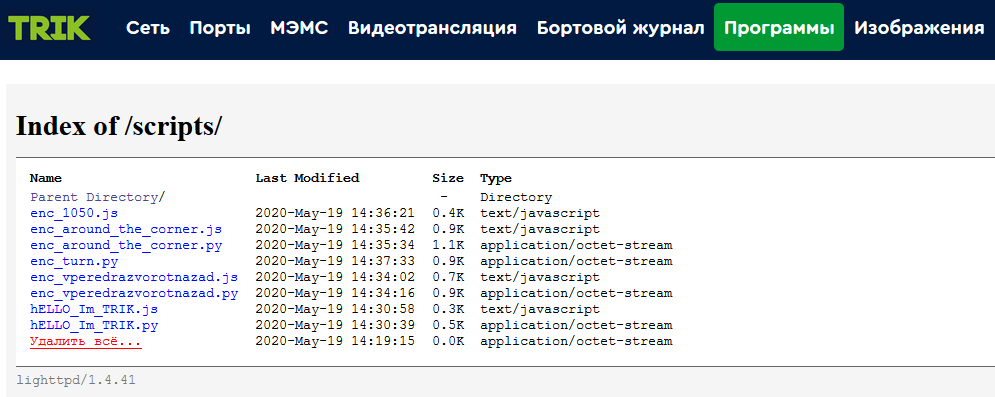 TRIK Сеть Порты МЭМС Видеотрансляция Бортовой журнал Программы Изображения
Index of /scripts/
Name Last Modified Size Type
Parent Directory/ - Directory
enc_1050.js 2020-May-19 14:36:21 0.4K text/javascript
enc_around_the_corner.js 2020-May-19 14:35:42 0.9K text/javascript
enc_around_the_corner.py 2020-May-19 14:35:34 1.1K application/octet-stream
enc_turn.py 2020-May-19 14:37:33 0.9K application/octet-stream
enc_vperedrazvorotnazad.js 2020-May-19 14:34:02 0.7K text/javascript
enc_vperedrazvorotnazad.py 2020-May-19 14:34:16 0.9K application/octet-stream
hELLO_Im_TRIK.js 2020-May-19 14:30:58 0.3K text/javascript
hELLO_Im_TRIK.py 2020-May-19 14:30:39 0.5K application/octet-stream
Удалить всё... 2020-May-19 14:19:15 0.0K application/octet-stream
lighttpd/1.4.41